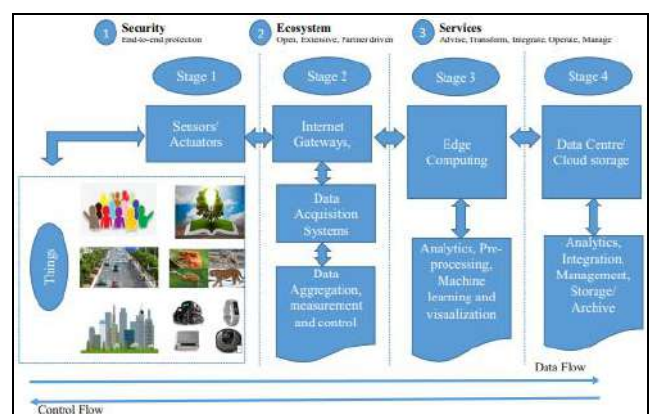 1 Security
End-to-end protection
2 Ecosystem
Open, Extensive, Partner driven
3 Services
Advise, Transform, Integrate, Operate, Manage
Stage 1
Stage 2
Stage 3
Stage 4
Sensors/
Actuators
Internet
Gateways,
Edge
Computing
Data Centre/
Cloud storage
Things
Data
Acquisition
Systems
Data
Aggregation,
measurement
and control
Analytics, Pre-
processing,
Machine
learning and
visualization
Analytics,
Integration
Management,
Storage/
Archive
Data Flow
Control Flow